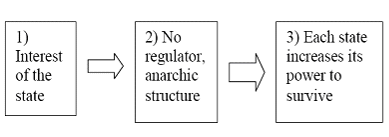 1)
Interest
of the
state
2) No
regulator,
anarchic
structure
3) Each state
increases its
power to
survive